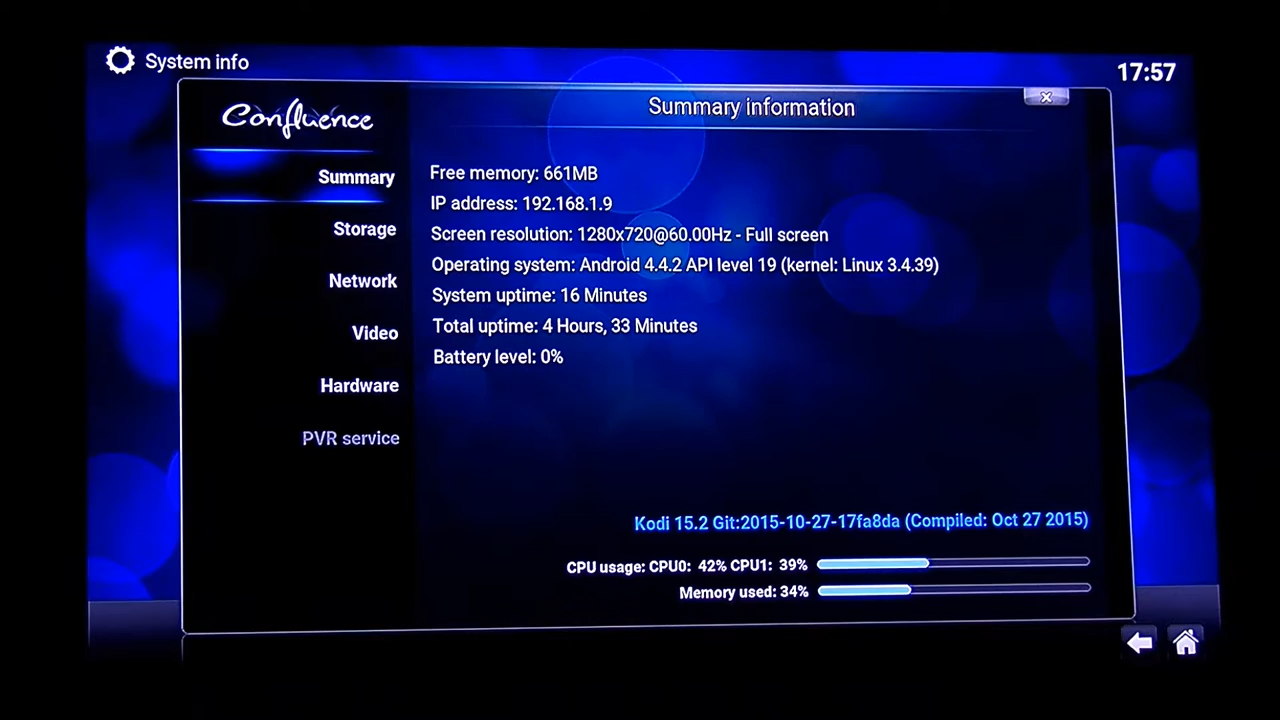 System info
17:57
Confluence
Summary information
Summary
Storage
Network
Video
Hardware
PVR service
Free memory: 661MB
IP address: 192.168.1.9
Screen resolution: 1280x720@60.00Hz - Full screen
Operating system: Android 4.4.2 API level 19 (kernel: Linux 3.4.39)
System uptime: 16 Minutes
Total uptime: 4 Hours, 33 Minutes
Battery level: 0%
Kodi 15.2 Git:2015-10-27-17fa8da (Compiled: Oct 27 2015)
CPU usage: CPU0: 42% CPU1: 39%
Memory used: 34%